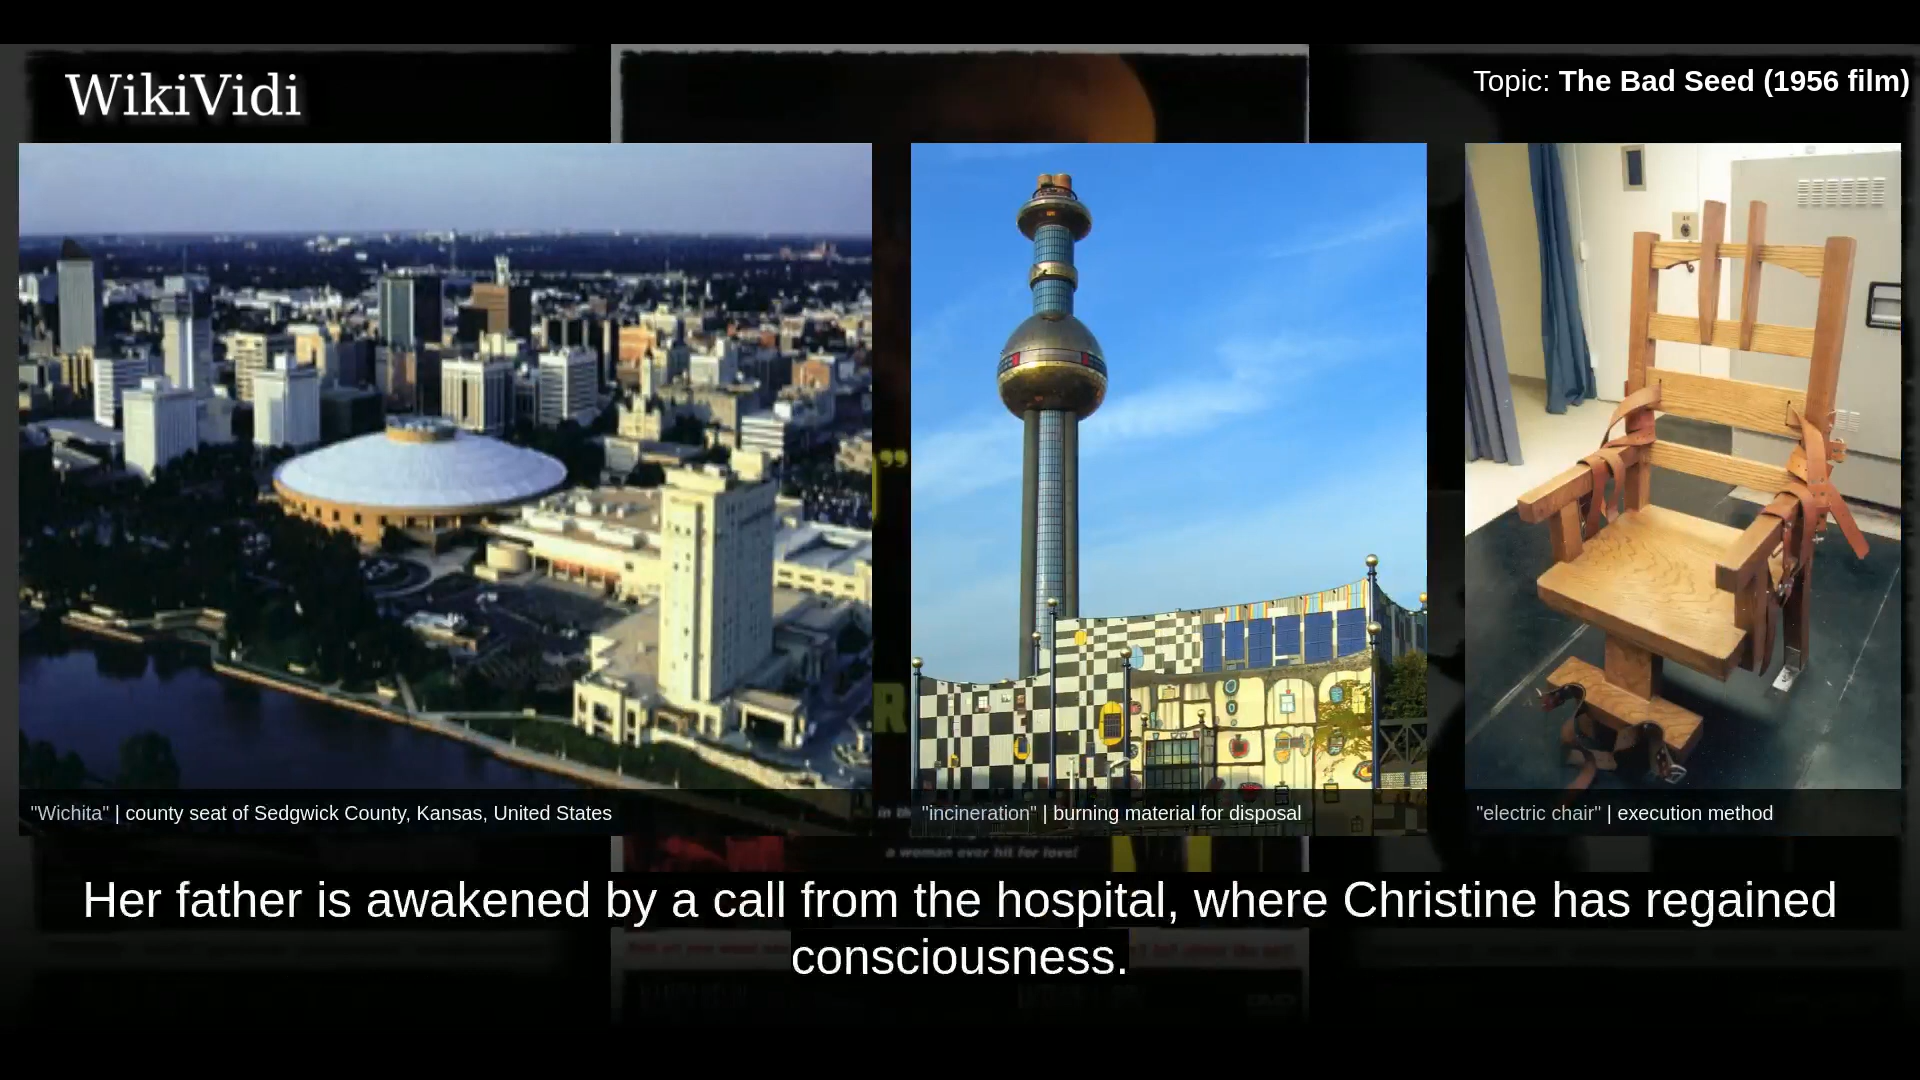 WikiVidi
Topic: The Bad Seed (1956 film)
"Wichita" | county seat of Sedgwick County, Kansas, United States
"incineration" | burning material for disposal
"electric chair" | execution method
a woman ever hit for love!
Her father is awakened by a call from the hospital, where Christine has regained
consciousness.